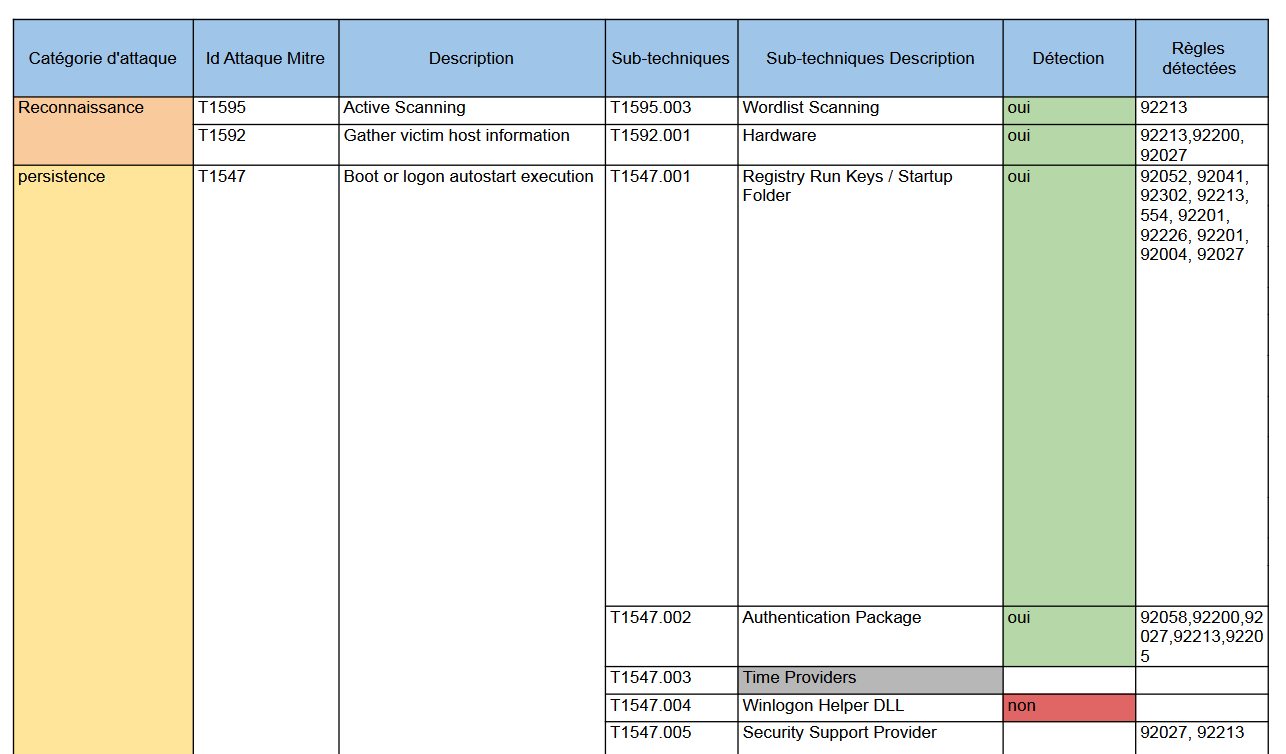 Catégorie d'attaque
Id Attaque Mitre
Description
Sub-techniques
Sub-techniques Description
Détection
Règles
détectées
Reconnaissance
T1595
Active Scanning
T1595.003
Wordlist Scanning
oui
92213
T1592
Gather victim host information
T1592.001
Hardware
oui
92213,92200,
92027
persistence
T1547
Boot or logon autostart execution
T1547.001
Registry Run Keys / Startup
Folder
oui
92052, 92041,
92302, 92213,
554, 92201,
92226, 92201,
92004, 92027
T1547.002
Authentication Package
oui
92058,92200,92
027,92213,9220
5
T1547.003
Time Providers
T1547.004
Winlogon Helper DLL
non
T1547.005
Security Support Provider
92027, 92213